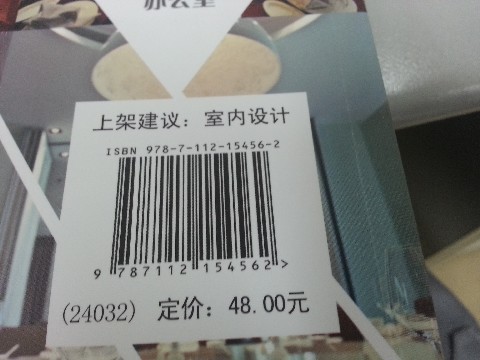 办公室
上架建议：室内设计
ISBN 978-7-112-15456-2
9 787112 154562 >
(24032) 定价：48.00元